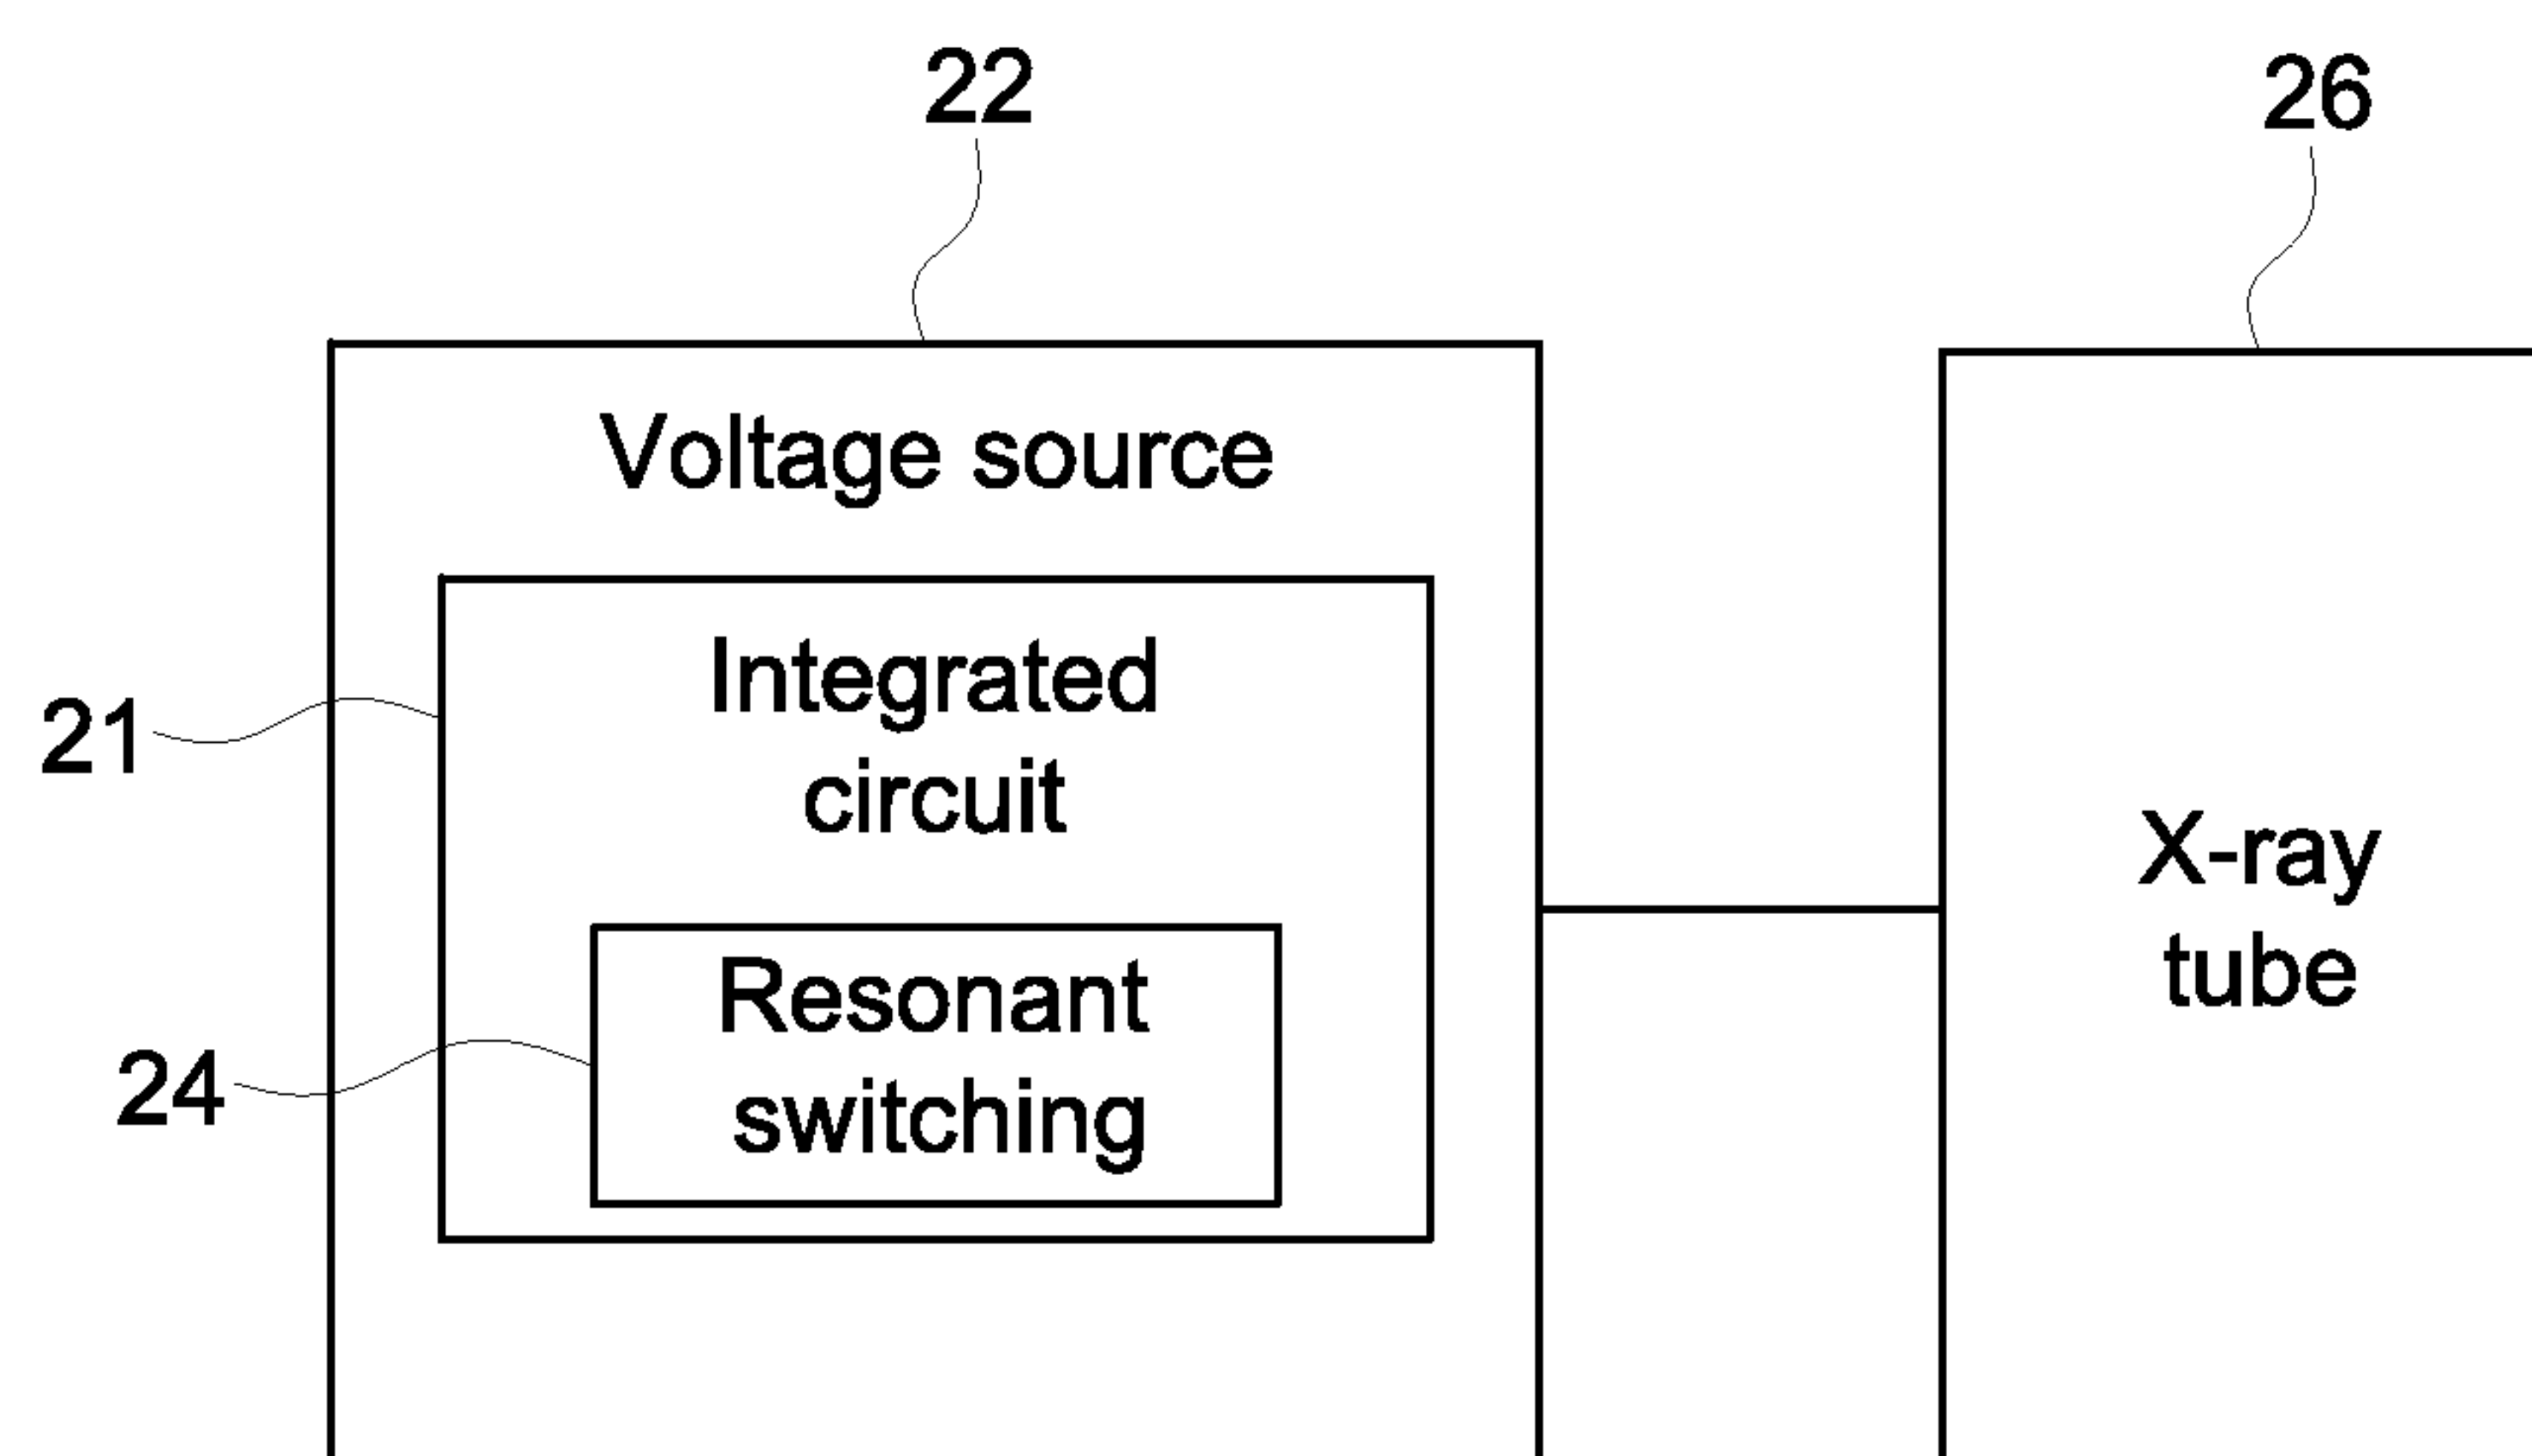 22
26
Voltage source
Integrated
circuit
21
X-ray
tube
Resonant
switching
24